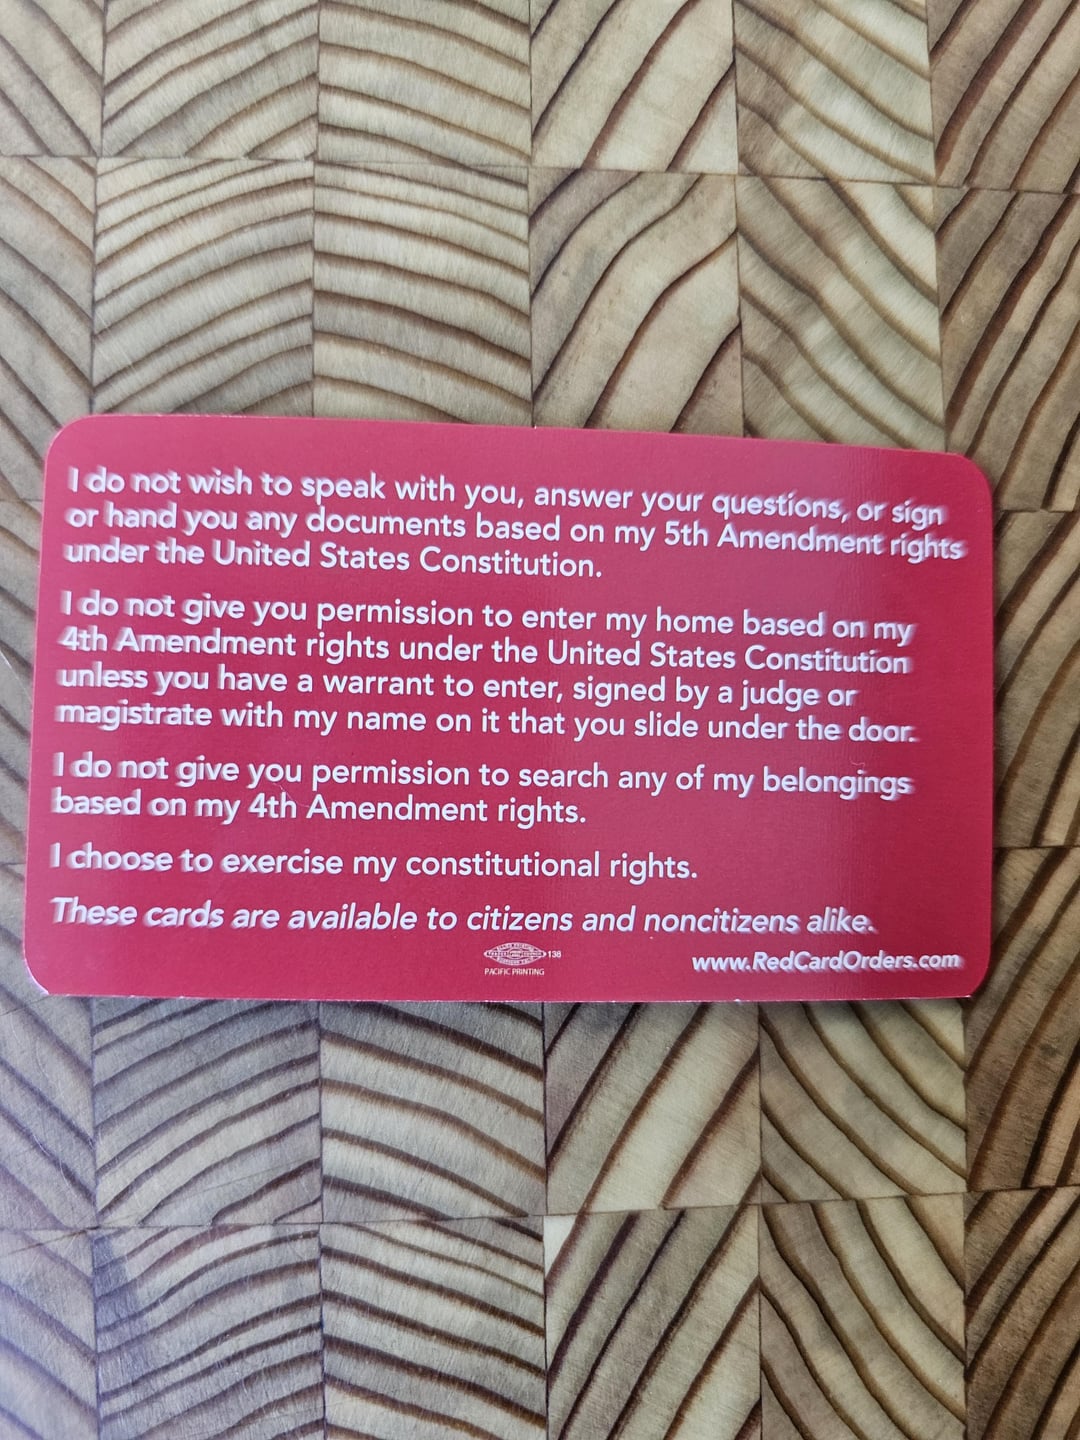 I do not wish to speak with you, answer your questions, or sign
or hand you any documents based on my 5th Amendment rights
under the United States Constitution.
I do not give you permission to enter my home based on my
4th Amendment rights under the United States Constitution
unless you have a warrant to enter, signed by a judge or
magistrate with my name on it that you slide under the door.
I do not give you permission to search any of my belongings
based on my 4th Amendment rights.
I choose to exercise my constitutional rights.
These cards are available to citizens and noncitizens alike.
136
PACIFIC PRINTING
www.RedCardOrders.com